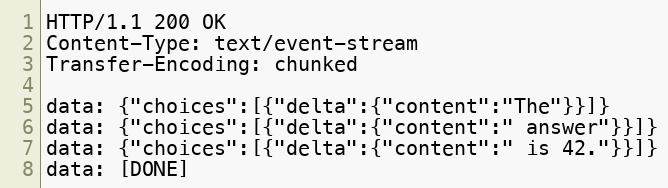 1 HTTP/1.1 200 OK
2 Content-Type: text/event-stream
3 Transfer-Encoding: chunked
4
5 data: {"choices":[{"delta":{"content":"The"}}]}
6 data: {"choices":[{"delta":{"content":" answer"}}]}
7 data: {"choices":[{"delta":{"content":" is 42."}}]}
8 data: [DONE]